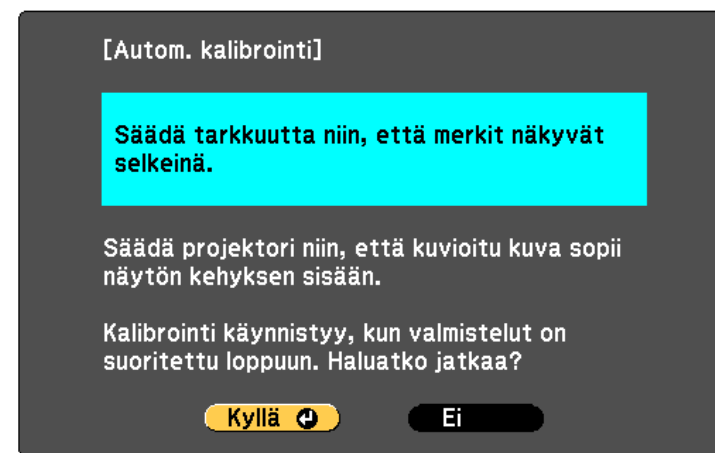 [Autom. kalibrointi]
Säädä tarkkuutta niin, että merkit näkyvät
selkeinä.
Säädä projektori niin, että kuvioitu kuva sopii
näytön kehyksen sisään.
Kalibrointi käynnistyy, kun valmistelut on
suoritettu loppuun. Haluatko jatkaa?
Kyllä Ei